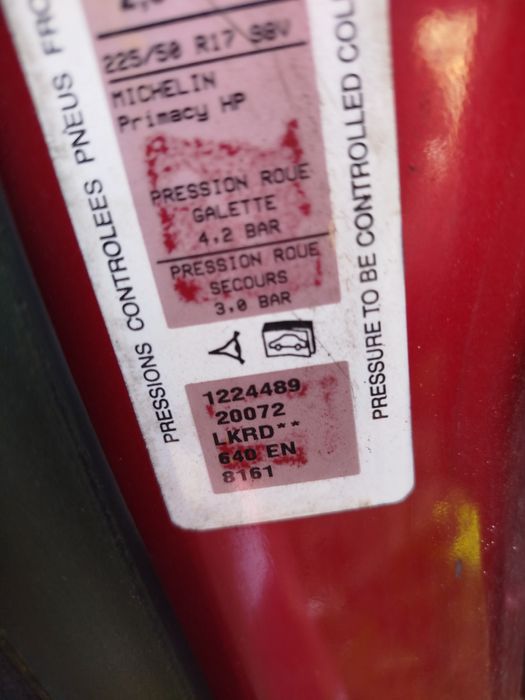 225/50 R17 98V
MICHELIN
Primacy HP
PRESSION ROUE
GALETTE
4,2 BAR
PRESSION ROUE
SECOURS
3,0 BAR
1224489
20072
LKRD**
640 EN
8161
PRESSIONS CONTROLEES PNEUS FRO
PRESSURE TO BE CONTROLLED COL